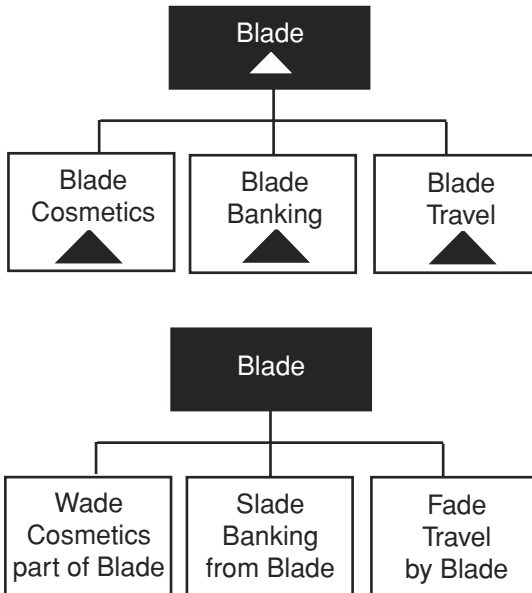 Blade
Blade
Cosmetics
Blade
Banking
Blade
Travel
Blade
Wade
Cosmetics
part of Blade
Slade
Banking
from Blade
Fade
Travel
by Blade